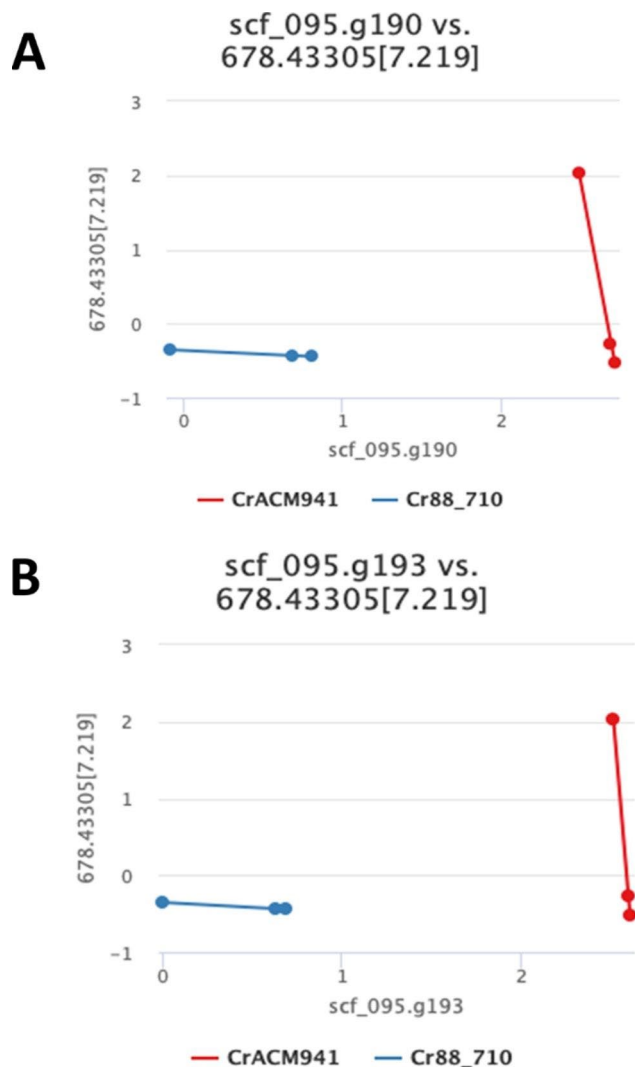 A
scf_095.g190 vs.
678.43305[7.219]
3
2
1
0
−1
678.43305[7.219]
0 1 2
scf_095.g190
CrACM941 Cr88_710
B
scf_095.g193 vs.
678.43305[7.219]
3
2
1
0
−1
678.43305[7.219]
0 1 2
scf_095.g193
CrACM941 Cr88_710